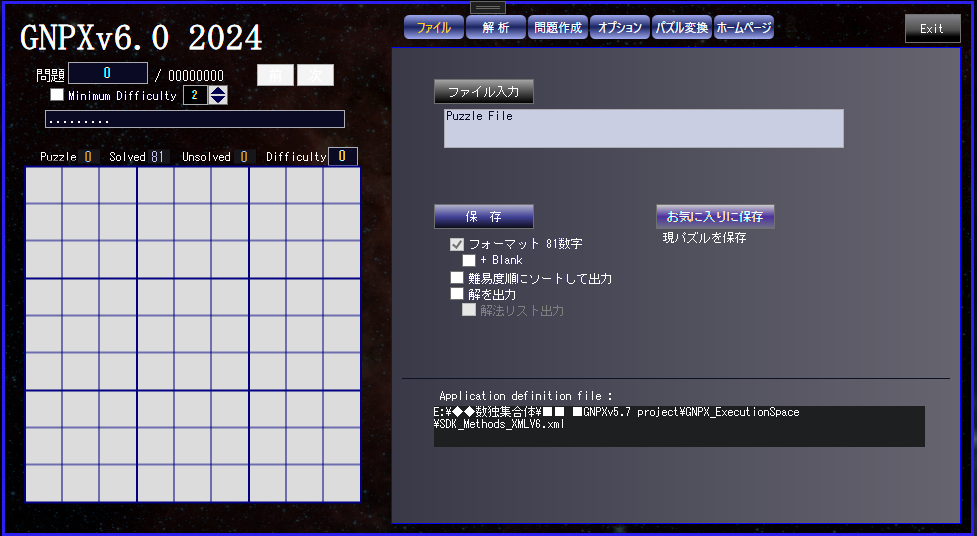 GNPXv6.0 2024
ファイル 解 析 問題作成 オプション パズル変換 ホームページ
Exit
問題 0 / 00000000 前 次
Minimum Difficulty 2
.........
Puzzle 0 Solved 81 Unsolved 0 Difficulty 0
ファイル入力
Puzzle File
保 存
お気に入りに保存
現パズルを保存
フォーマット 81数字
+ Blank
難易度順にソートして出力
解を出力
解法リスト出力
Application definition file :
E:¥◆◆数独集合体¥■■ ■GNPXv5.7 project¥GNPX_ExecutionSpace
¥SDK_Methods_XMLV6.xml